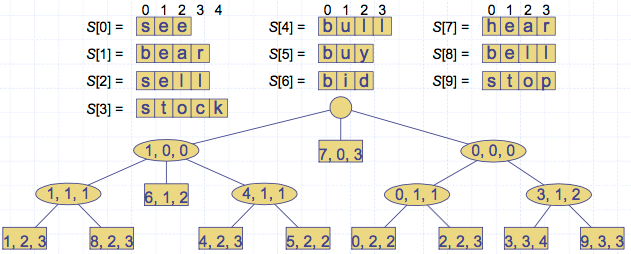 0 1 2 3 4
0 1 2 3
0 1 2 3
S[0] = s e e
S[4] = b u l l
S[7] = h e a r
S[1] = b e a r
S[5] = b u y
S[8] = b e l l
S[2] = s e l l
S[6] = b i d
S[9] = s t o p
S[3] = s t o c k
1, 0, 0
7, 0, 3
0, 0, 0
1, 1, 1
6, 1, 2
4, 1, 1
0, 1, 1
3, 1, 2
1, 2, 3
8, 2, 3
4, 2, 3
5, 2, 2
0, 2, 2
2, 2, 3
3, 3, 4
9, 3, 3